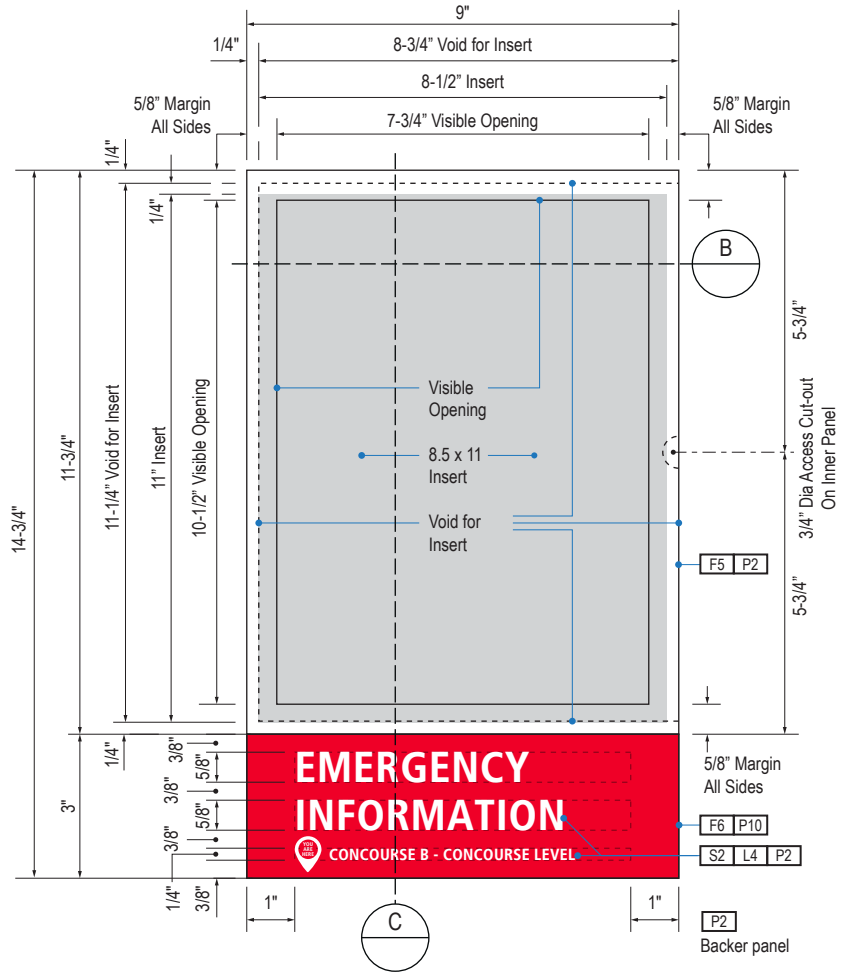 9"
1/4"
8-3/4” Void for Insert
8-1/2” Insert
5/8” Margin
All Sides
7-3/4” Visible Opening
5/8” Margin
All Sides
1/4"
1/4"
B
5-3/4”
Visible
Opening
8.5 x 11
Insert
Void for
Insert
14-3/4"
11-3/4"
11-1/4” Void for Insert
11” Insert
10-1/2” Visible Opening
3/4” Dia Access Cut-out
On Inner Panel
F5 P2
5-3/4”
1/4"
3/8"
5/8"
3/8"
5/8"
3/8"
1/4"
3/8"
3"
EMERGENCY
INFORMATION
YOU
ARE
HERE
CONCOURSE B - CONCOURSE LEVEL
5/8” Margin
All Sides
F6 P10
S2 L4 P2
1"
C
1"
P2
Backer panel